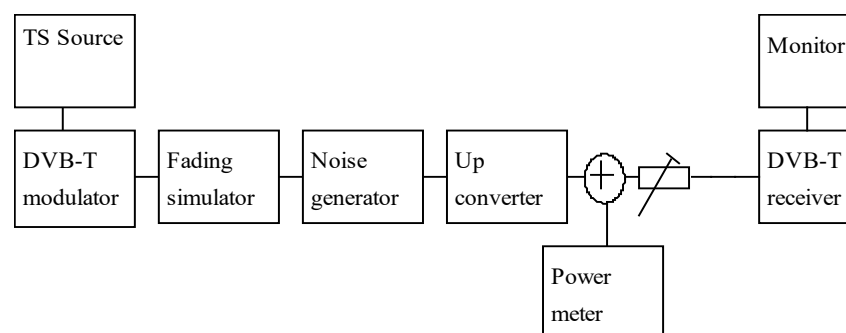 TS Source
Monitor
DVB-T
modulator
Fading
simulator
Noise
generator
Up
converter
+
DVB-T
receiver
Power
meter